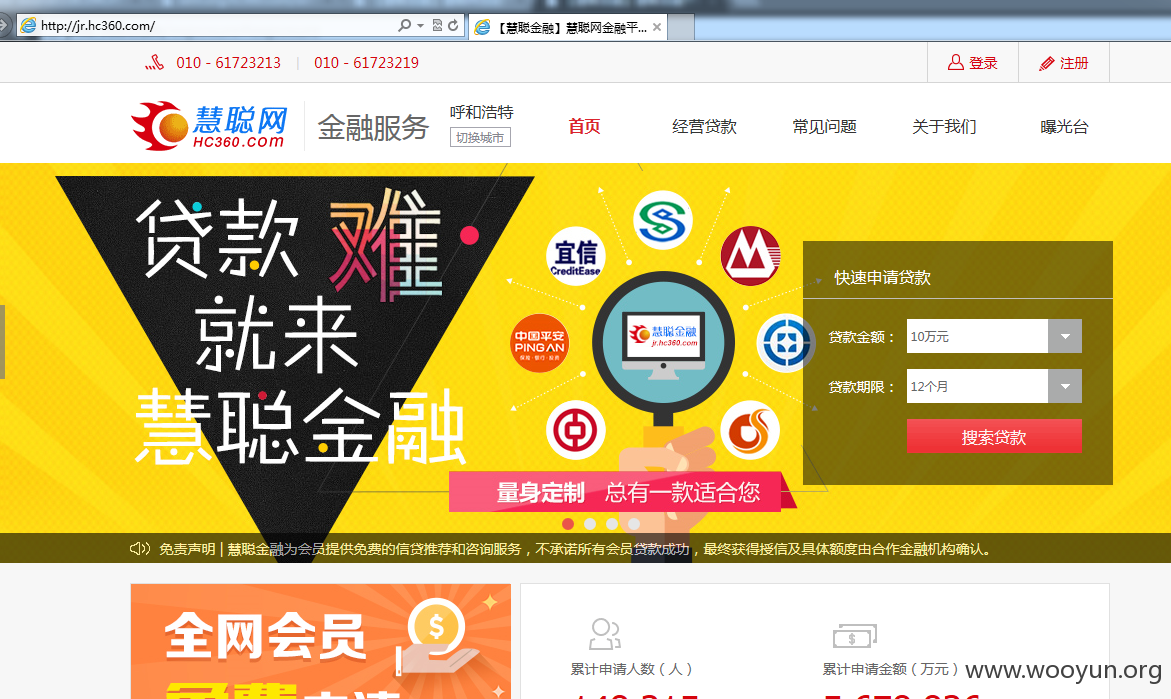 http://jr.hc360.com/
【慧聪金融】慧聪网金融平...
010 - 61723213 | 010 - 61723219
登录
注册
慧聪网
HC360.com
金融服务
呼和浩特
切换城市
首页
经营贷款
常见问题
关于我们
曝光台
贷款难
就来
慧聪金融
宜信
CreditEase
中国平安
PING AN
保险·银行·投资
慧聪金融
jr.hc360.com
量身定制 总有一款适合您
快速申请贷款
贷款金额： 10万元
贷款期限： 12个月
搜索贷款
免责声明 | 慧聪金融为会员提供免费的信贷推荐和咨询服务，不承诺所有会员贷款成功，最终获得授信及具体额度由合作金融机构确认。
全网会员
免费申请
累计申请人数（人）
累计申请金额（万元）
www.wooyun.org